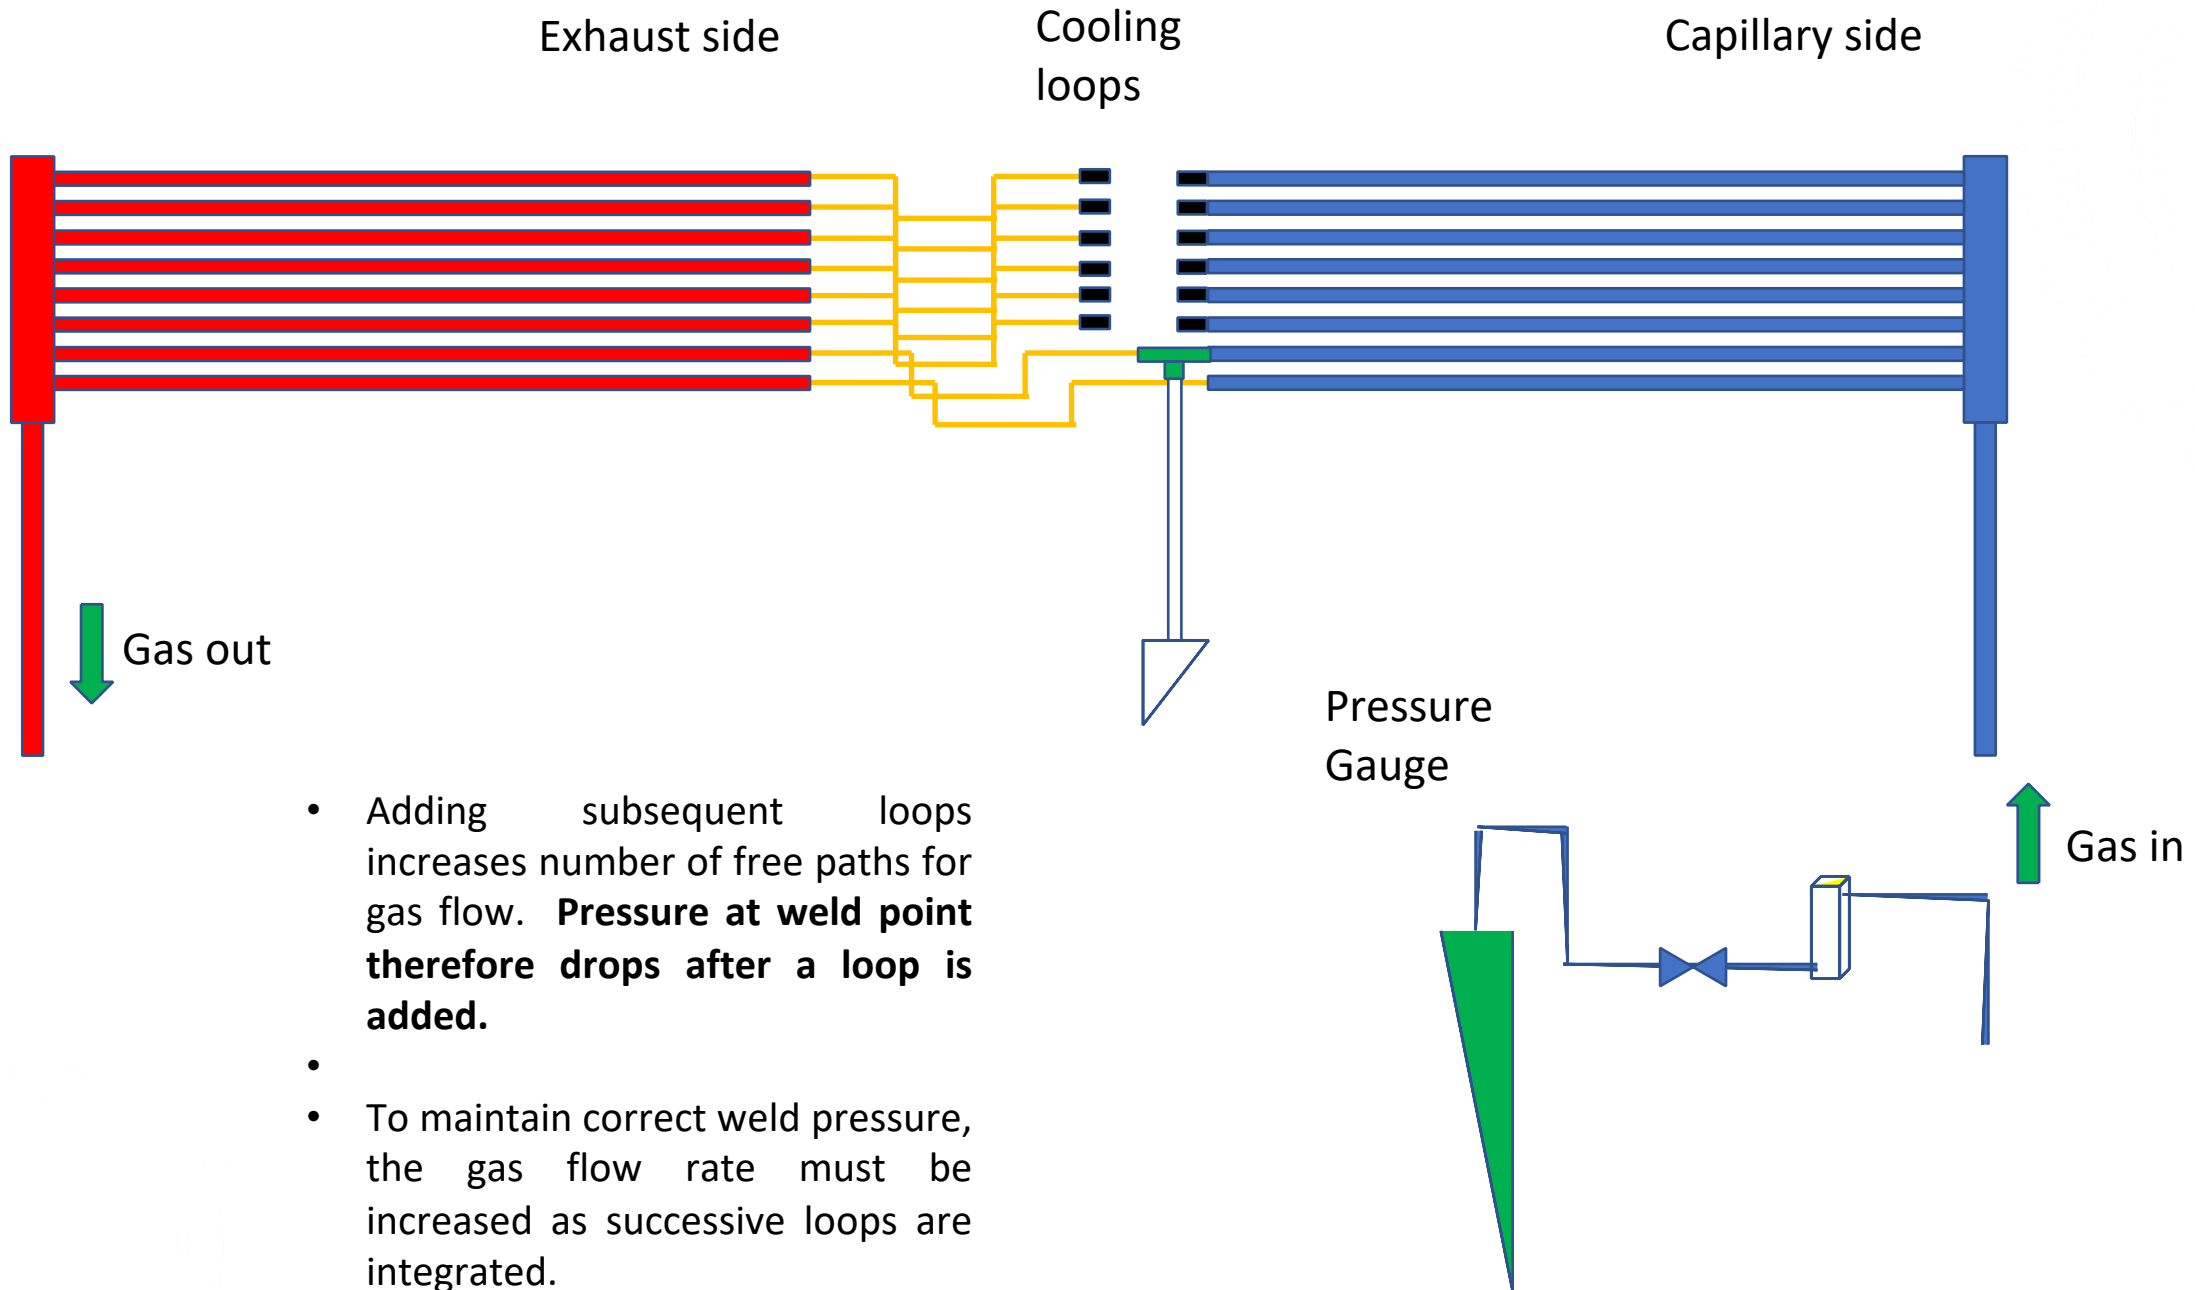 Exhaust side
Cooling
loops
Capillary side
Gas out
Pressure
Gauge
Gas in
• Adding subsequent loops
increases number of free paths for
gas flow. Pressure at weld point
therefore drops after a loop is
added.
•
• To maintain correct weld pressure,
the gas flow rate must be
increased as successive loops are
integrated.